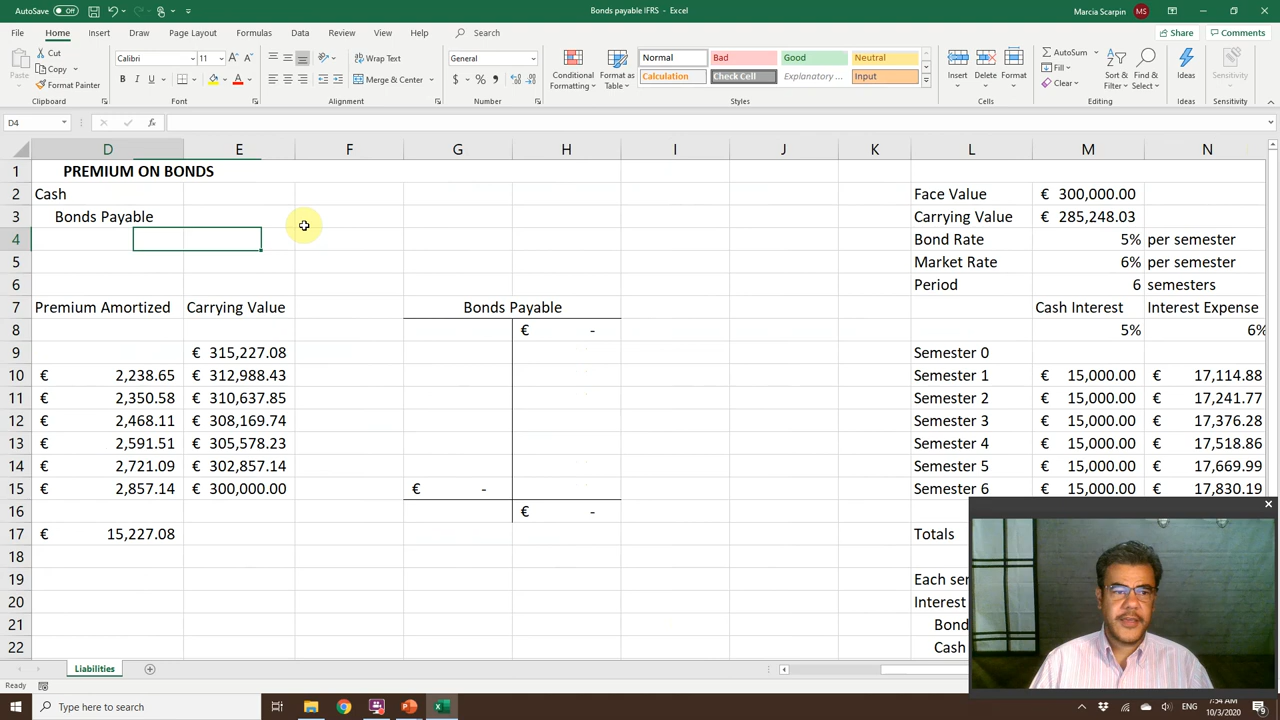 AutoSave Off
Bonds payable IFRS - Excel
Marcia Scarpin MS
File Home Insert Draw Page Layout Formulas Data Review View Help Search
Share Comments
Paste
Cut
Copy
Format Painter
Calibri 11
B I U
Wrap Text
Merge & Center
General
Conditional Formatting
Format as Table
Normal Bad Good Neutral
Calculation Check Cell Explanatory ... Input
Insert Delete Format
AutoSum
Fill
Clear
Sort & Filter
Find & Select
Ideas
Sensitivity
Clipboard Font Alignment Number Styles Cells Editing Ideas Sensitivity
D4 fx
D E F G H I J K L M N
1 PREMIUM ON BONDS
2 Cash Face Value € 300,000.00
3 Bonds Payable Carrying Value € 285,248.03
4 Bond Rate 5% per semester
5 Market Rate 6% per semester
6 Period 6 semesters
7 Premium Amortized Carrying Value Bonds Payable Cash Interest Interest Expense
8 € - 5% 6%
9 € 315,227.08 Semester 0
10 € 2,238.65 € 312,988.43 Semester 1 € 15,000.00 € 17,114.88
11 € 2,350.58 € 310,637.85 Semester 2 € 15,000.00 € 17,241.77
12 € 2,468.11 € 308,169.74 Semester 3 € 15,000.00 € 17,376.28
13 € 2,591.51 € 305,578.23 Semester 4 € 15,000.00 € 17,518.86
14 € 2,721.09 € 302,857.14 Semester 5 € 15,000.00 € 17,669.99
15 € 2,857.14 € 300,000.00 € - Semester 6 € 15,000.00 € 17,830.19
16 € -
17 € 15,227.08 Totals
18
19 Each se
20 Interest
21 Bond
22 Cash
Liabilities
Ready
Type here to search
ENG
7:54 AM
10/3/2020